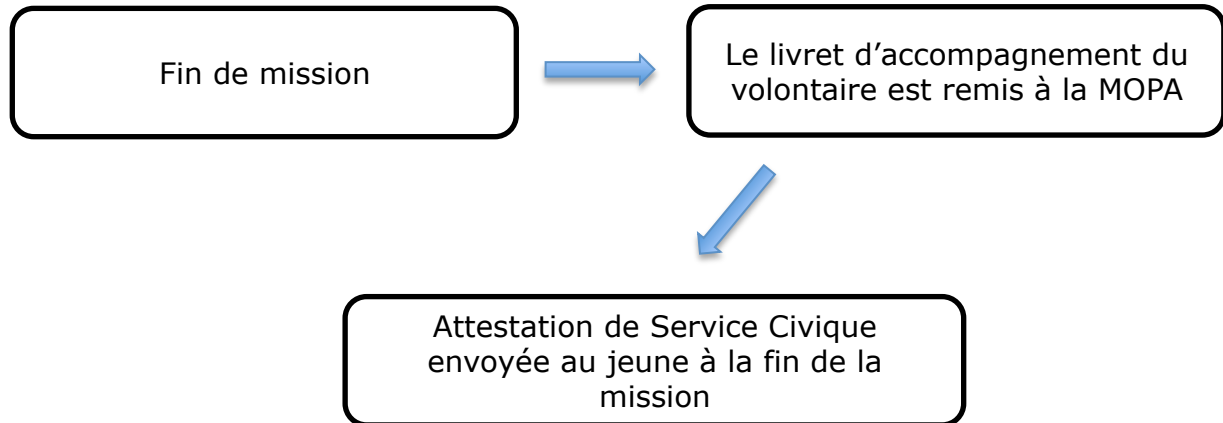 Fin de mission
Le livret d’accompagnement du
volontaire est remis à la MOPA
Attestation de Service Civique
envoyée au jeune à la fin de la
mission